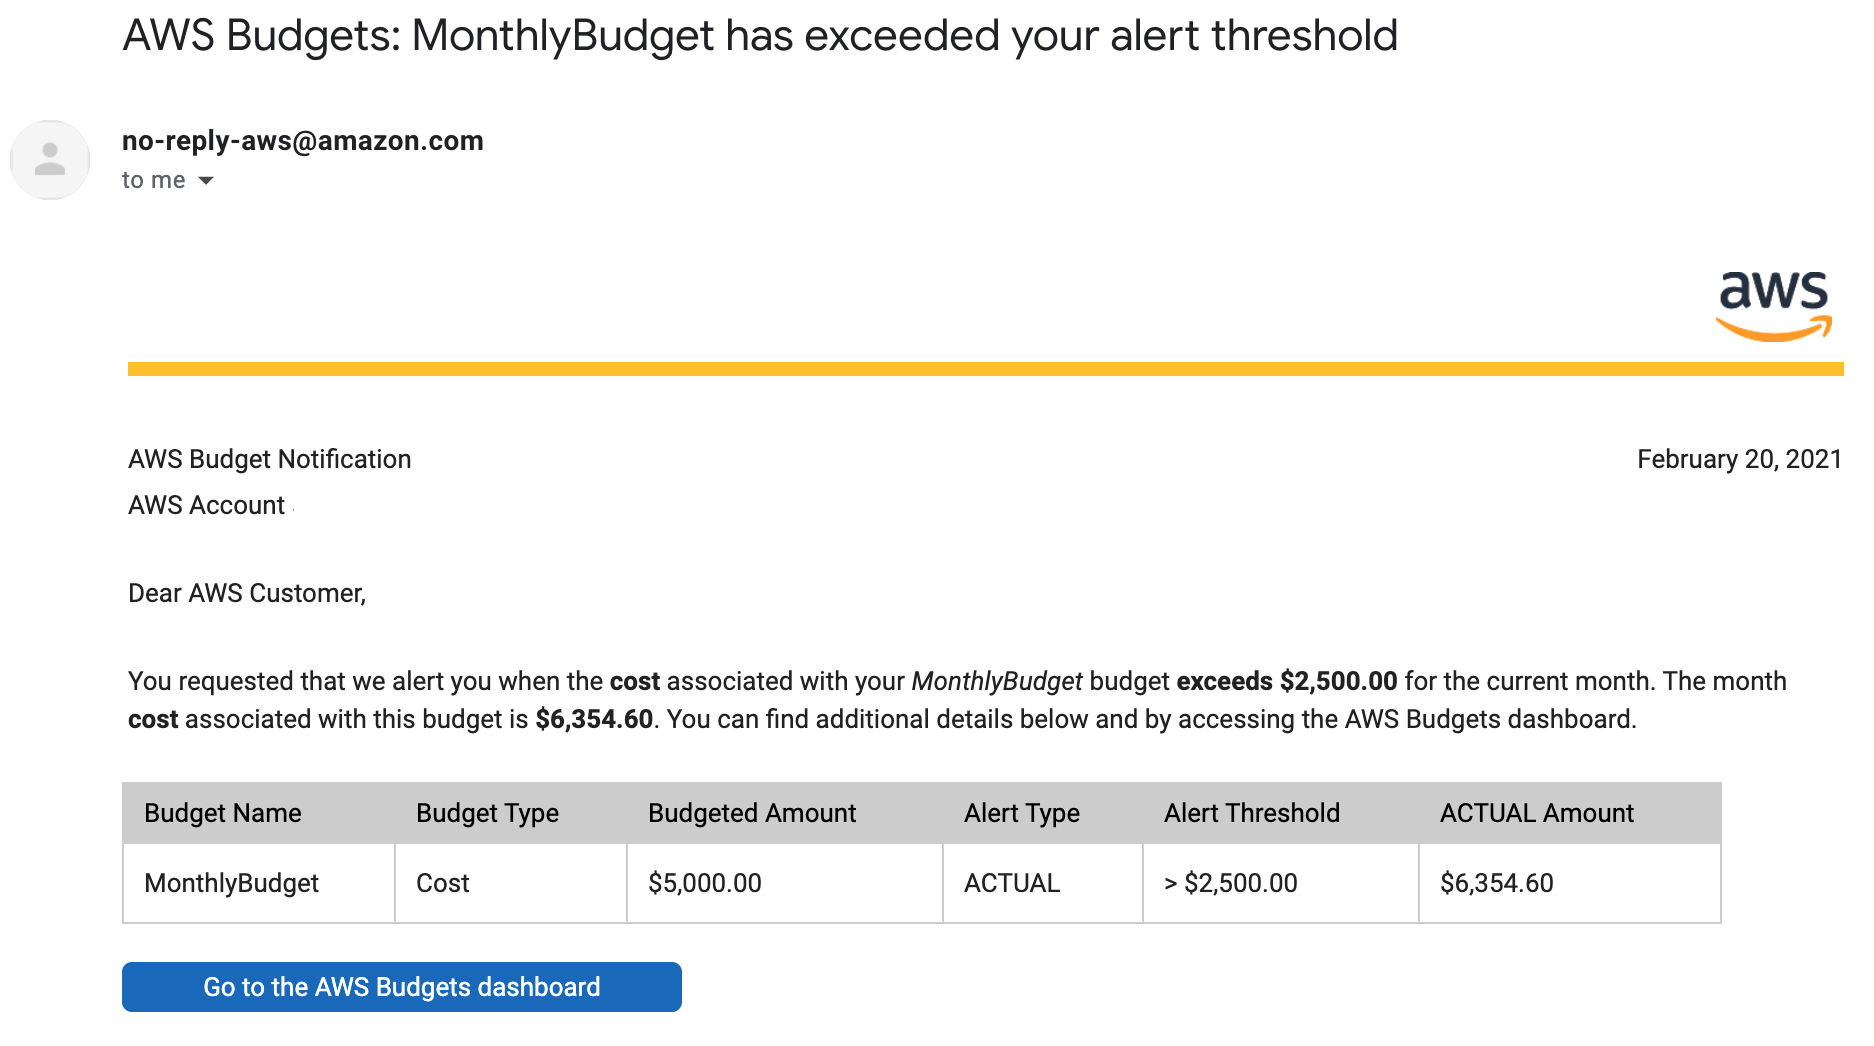 AWS Budgets: MonthlyBudget has exceeded your alert threshold
no-reply-aws@amazon.com
to me
aws
AWS Budget Notification February 20, 2021
AWS Account
Dear AWS Customer,
You requested that we alert you when the cost associated with your MonthlyBudget budget exceeds $2,500.00 for the current month. The month
cost associated with this budget is $6,354.60. You can find additional details below and by accessing the AWS Budgets dashboard.
Budget Name Budget Type Budgeted Amount Alert Type Alert Threshold ACTUAL Amount
MonthlyBudget Cost $5,000.00 ACTUAL > $2,500.00 $6,354.60
Go to the AWS Budgets dashboard